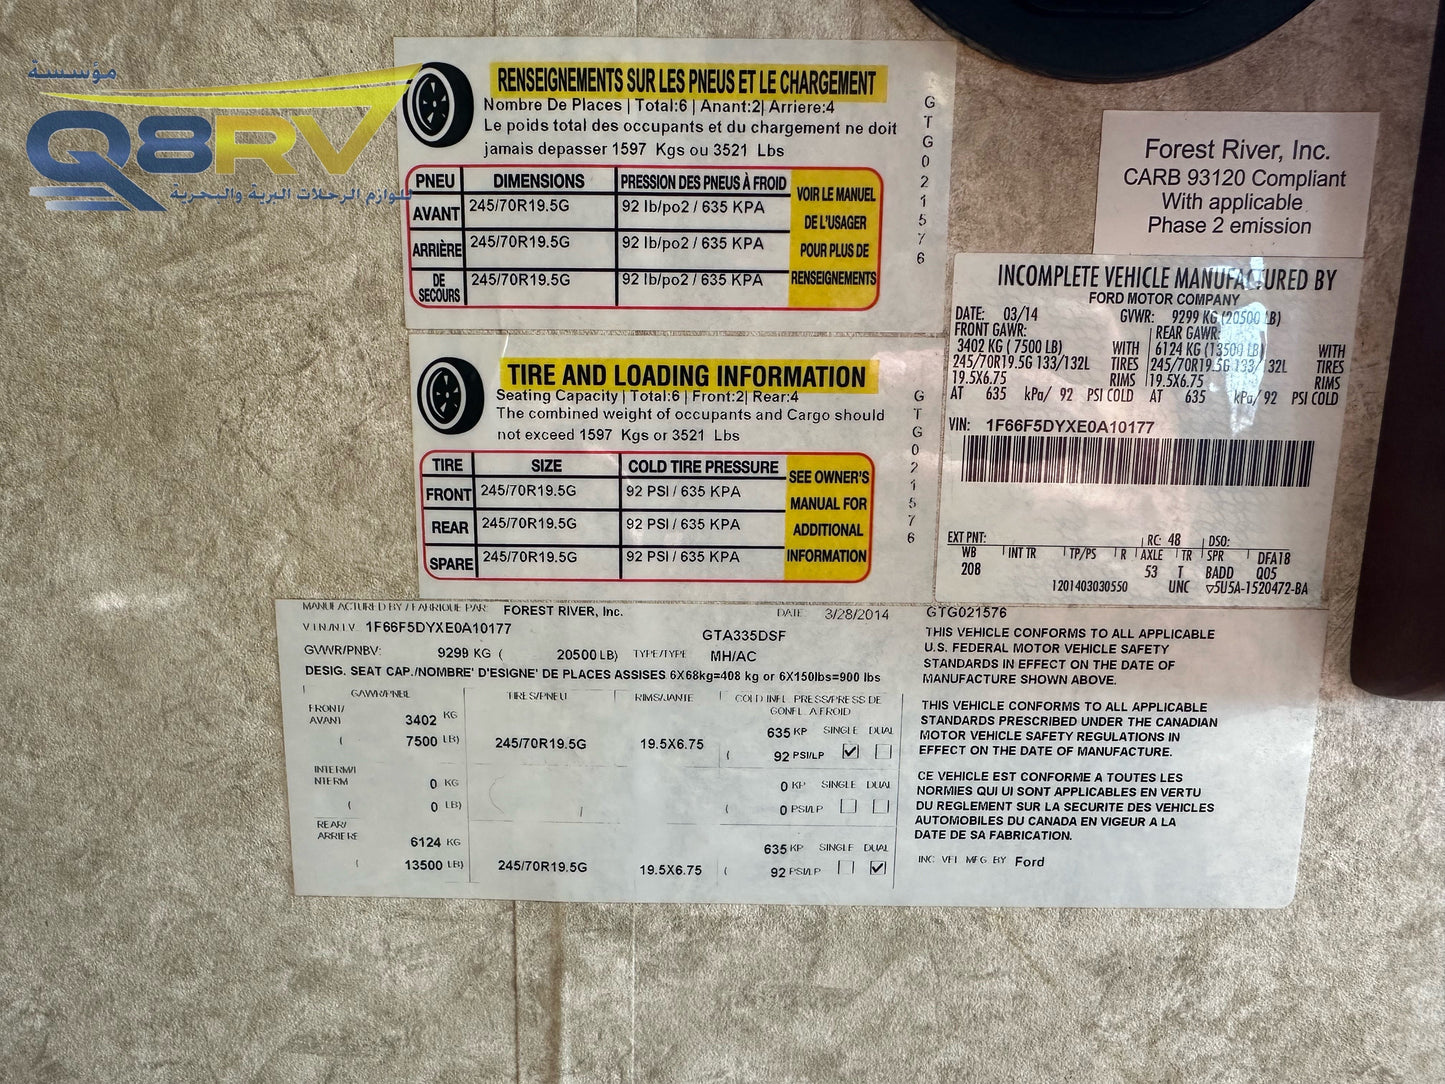 مؤسسة
Q8RV
للوازم الرحلات البرية والبحرية
RENSEIGNEMENTS SUR LES PNEUS ET LE CHARGEMENT
Nombre De Places | Total:6 | Anant:2| Arriere:4
Le poids total des occupants et du chargement ne doit
jamais depasser 1597 Kgs ou 3521 Lbs
PNEU DIMENSIONS PRESSION DES PNEUS À FROID
AVANT 245/70R19.5G 92 lb/po2 / 635 KPA
ARRIÈRE 245/70R19.5G 92 lb/po2 / 635 KPA
DE SECOURS 245/70R19.5G 92 lb/po2 / 635 KPA
VOIR LE MANUEL
DE L'USAGER
POUR PLUS DE
RENSEIGNEMENTS
GTG021576
Forest River, Inc.
CARB 93120 Compliant
With applicable
Phase 2 emission
TIRE AND LOADING INFORMATION
Seating Capacity | Total:6 | Front:2| Rear:4
The combined weight of occupants and Cargo should
not exceed 1597 Kgs or 3521 Lbs
TIRE SIZE COLD TIRE PRESSURE
FRONT 245/70R19.5G 92 PSI / 635 KPA
REAR 245/70R19.5G 92 PSI / 635 KPA
SPARE 245/70R19.5G 92 PSI / 635 KPA
SEE OWNER'S
MANUAL FOR
ADDITIONAL
INFORMATION
GTG021576
INCOMPLETE VEHICLE MANUFACTURED BY
FORD MOTOR COMPANY
DATE: 03/14 GVWR: 9299 KG (20500 LB)
FRONT GAWR: REAR GAWR:
3402 KG ( 7500 LB) WITH 6124 KG (13500 LB) WITH
245/70R19.5G 133/132L TIRES 245/70R19.5G 133/132L TIRES
19.5X6.75 RIMS 19.5X6.75 RIMS
AT 635 kPa/ 92 PSI COLD AT 635 kPa/ 92 PSI COLD
VIN: 1F66F5DYXE0A10177
EXT PNT: RC: 48 DSO:
WB INT TR TP/PS R AXLE TR SPR DFA18
208 53 T BADD Q05
1201403030550 UNC ▽5U5A-1520472-BA
MANUFACTURED BY / FABRIQUE PAR: FOREST RIVER, Inc. DATE: 3/28/2014
V.I.N./N.I.V. 1F66F5DYXE0A10177 GTA335DSF
GVWR/PNBV: 9299 KG ( 20500 LB) TYPE/TYPE MH/AC
DESIG. SEAT CAP./NOMBRE' D'ESIGNE' DE PLACES ASSISES 6X68kg=408 kg or 6X150lbs=900 lbs
GAWR/PNBE TIRES/PNEU RIMS/JANTE COLD INFL. PRESS/PRESS DE
GONFL. A FROID
FRONT/
AVANT 3402 KG 635 KP SINGLE DUAL
( 7500 LB) 245/70R19.5G 19.5X6.75 ( 92 PSI/LP ☑ ☐
INTERM/I
NTERM 0 KG 0 KP SINGLE DUAL
( 0 LB) 0 PSI/LP ☐ ☐
REAR/
ARRIERE 6124 KG 635 KP SINGLE DUAL
( 13500 LB) 245/70R19.5G 19.5X6.75 ( 92 PSI/LP ☐ ☑
GTG021576
THIS VEHICLE CONFORMS TO ALL APPLICABLE
U.S. FEDERAL MOTOR VEHICLE SAFETY
STANDARDS IN EFFECT ON THE DATE OF
MANUFACTURE SHOWN ABOVE.
THIS VEHICLE CONFORMS TO ALL APPLICABLE
STANDARDS PRESCRIBED UNDER THE CANADIAN
MOTOR VEHICLE SAFETY REGULATIONS IN
EFFECT ON THE DATE OF MANUFACTURE.
CE VEHICLE EST CONFORME A TOUTES LES
NORMIES QUI UI SONT APPLICABLES EN VERTU
DU REGLEMENT SUR LA SECURITE DES VEHICLES
AUTOMOBILES DU CANADA EN VIGEUR A LA
DATE DE SA FABRICATION.
INC. VEI. MFG BY Ford